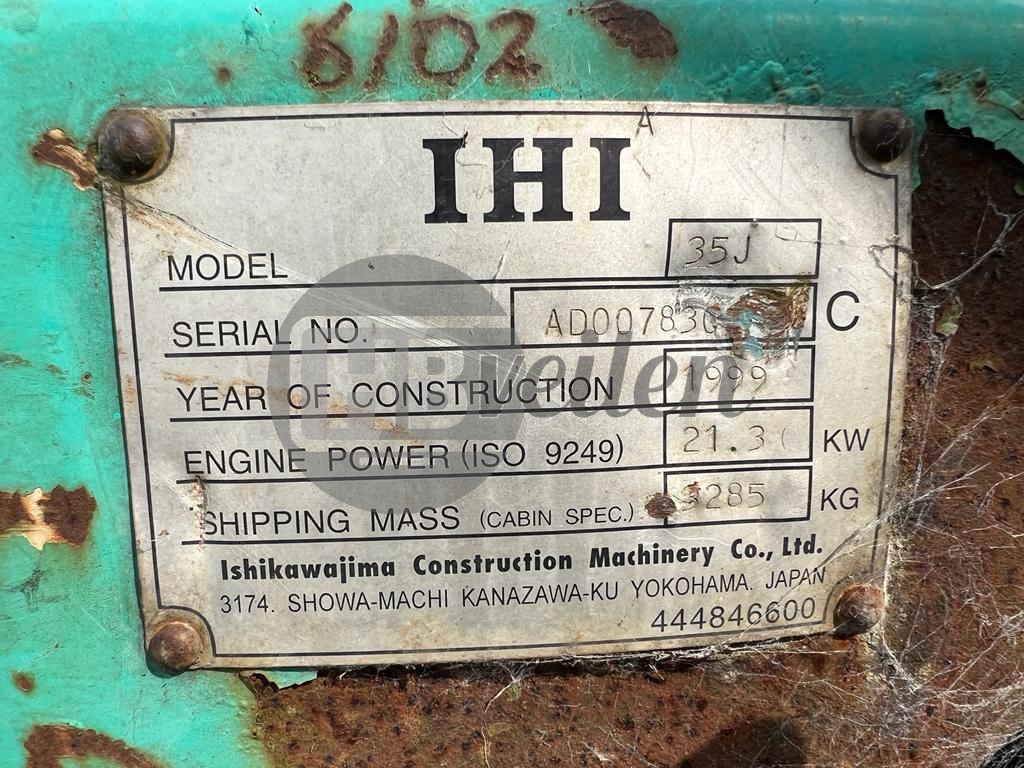 6102
A
IHI
MODEL 35J
SERIAL NO. C
YEAR OF CONSTRUCTION 1999
ENGINE POWER (ISO 9249) 21.3 KW
SHIPPING MASS (CABIN SPEC.) 3285 KG
Ishikawajima Construction Machinery Co., Ltd.
3174. SHOWA-MACHI KANAZAWA-KU YOKOHAMA. JAPAN
444846600
HB veilen